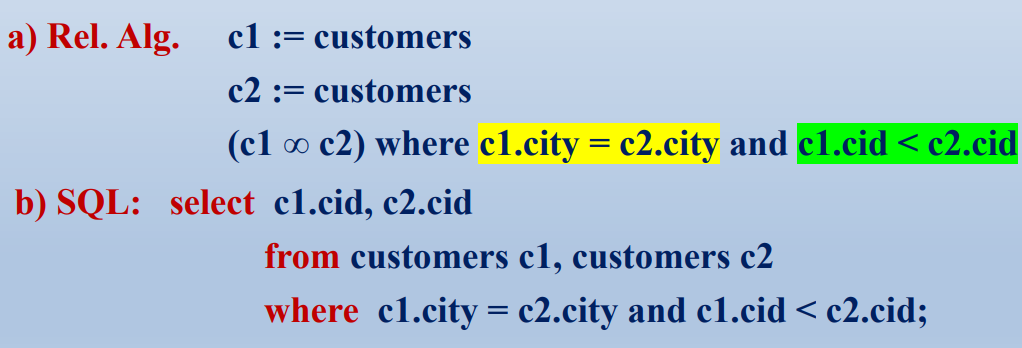 a) Rel. Alg. c1 := customers
c2 := customers
(c1 ∞ c2) where c1.city = c2.city and c1.cid < c2.cid
b) SQL: select c1.cid, c2.cid
from customers c1, customers c2
where c1.city = c2.city and c1.cid < c2.cid;